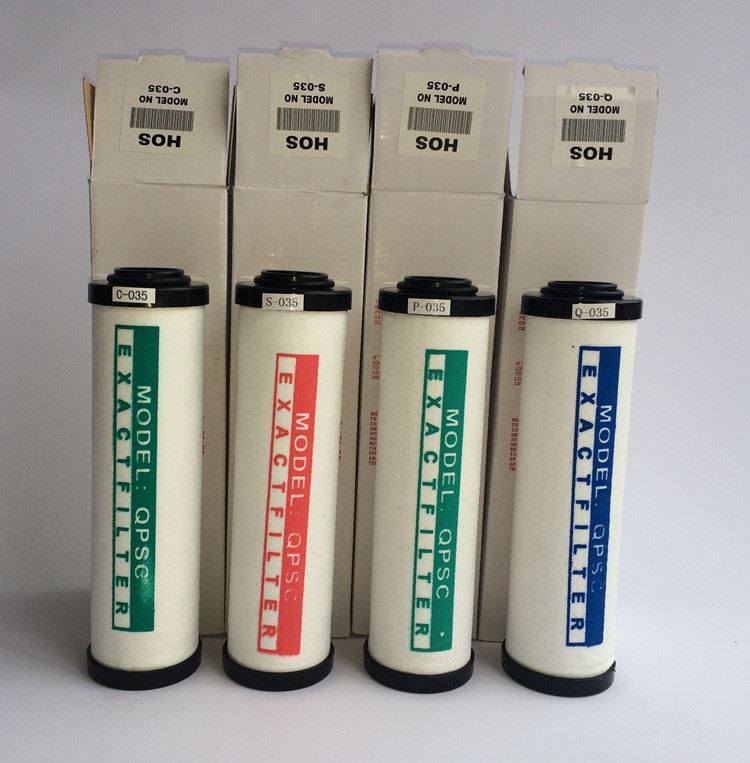 HOS
MODEL NO
C-035
HOS
MODEL NO
S-035
HOS
MODEL NO
P-035
HOS
MODEL NO
Q-035
C-035
MODEL: QPSC
EXACTFILTER
S-035
MODEL: QPSC
EXACTFILTER
P-035
MODEL: QPSC
EXACTFILTER
Q-035
MODEL: QPSC
EXACTFILTER